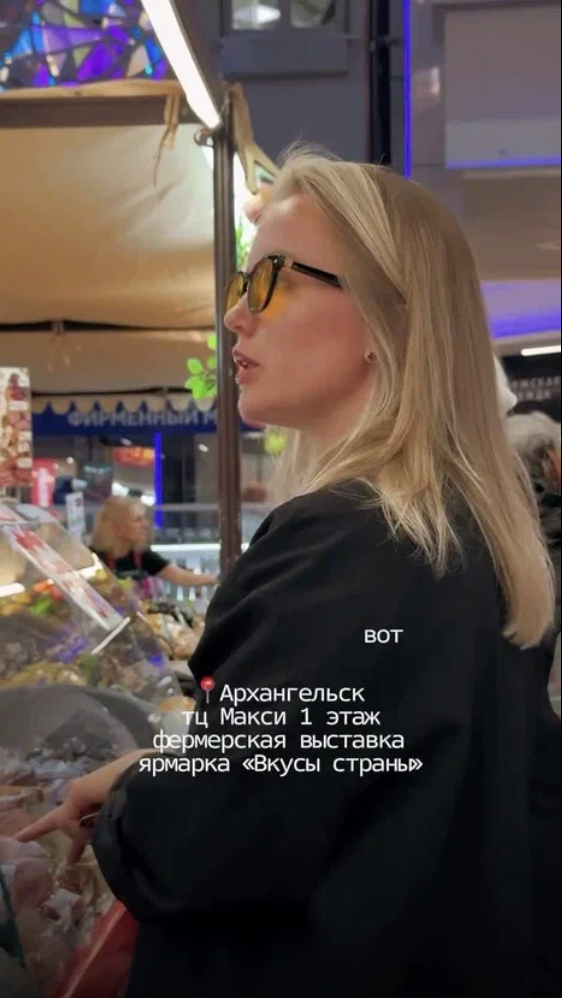 ФИРМЕННЫЙ М
вот
Архангельск
тц Макси 1 этаж
фермерская выставка
ярмарка «Вкусы страны»